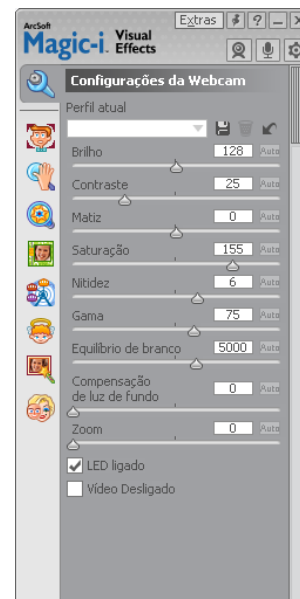 ArcSoft
Magic-i Visual Effects
Extras
Configurações da Webcam
Perfil atual
Brilho 128 Auto
Contraste 25 Auto
Matiz 0 Auto
Saturação 155 Auto
Nitidez 6 Auto
Gama 75 Auto
Equilíbrio de branco 5000 Auto
Compensação
de luz de fundo 0 Auto
Zoom 0 Auto
LED ligado
Vídeo Desligado